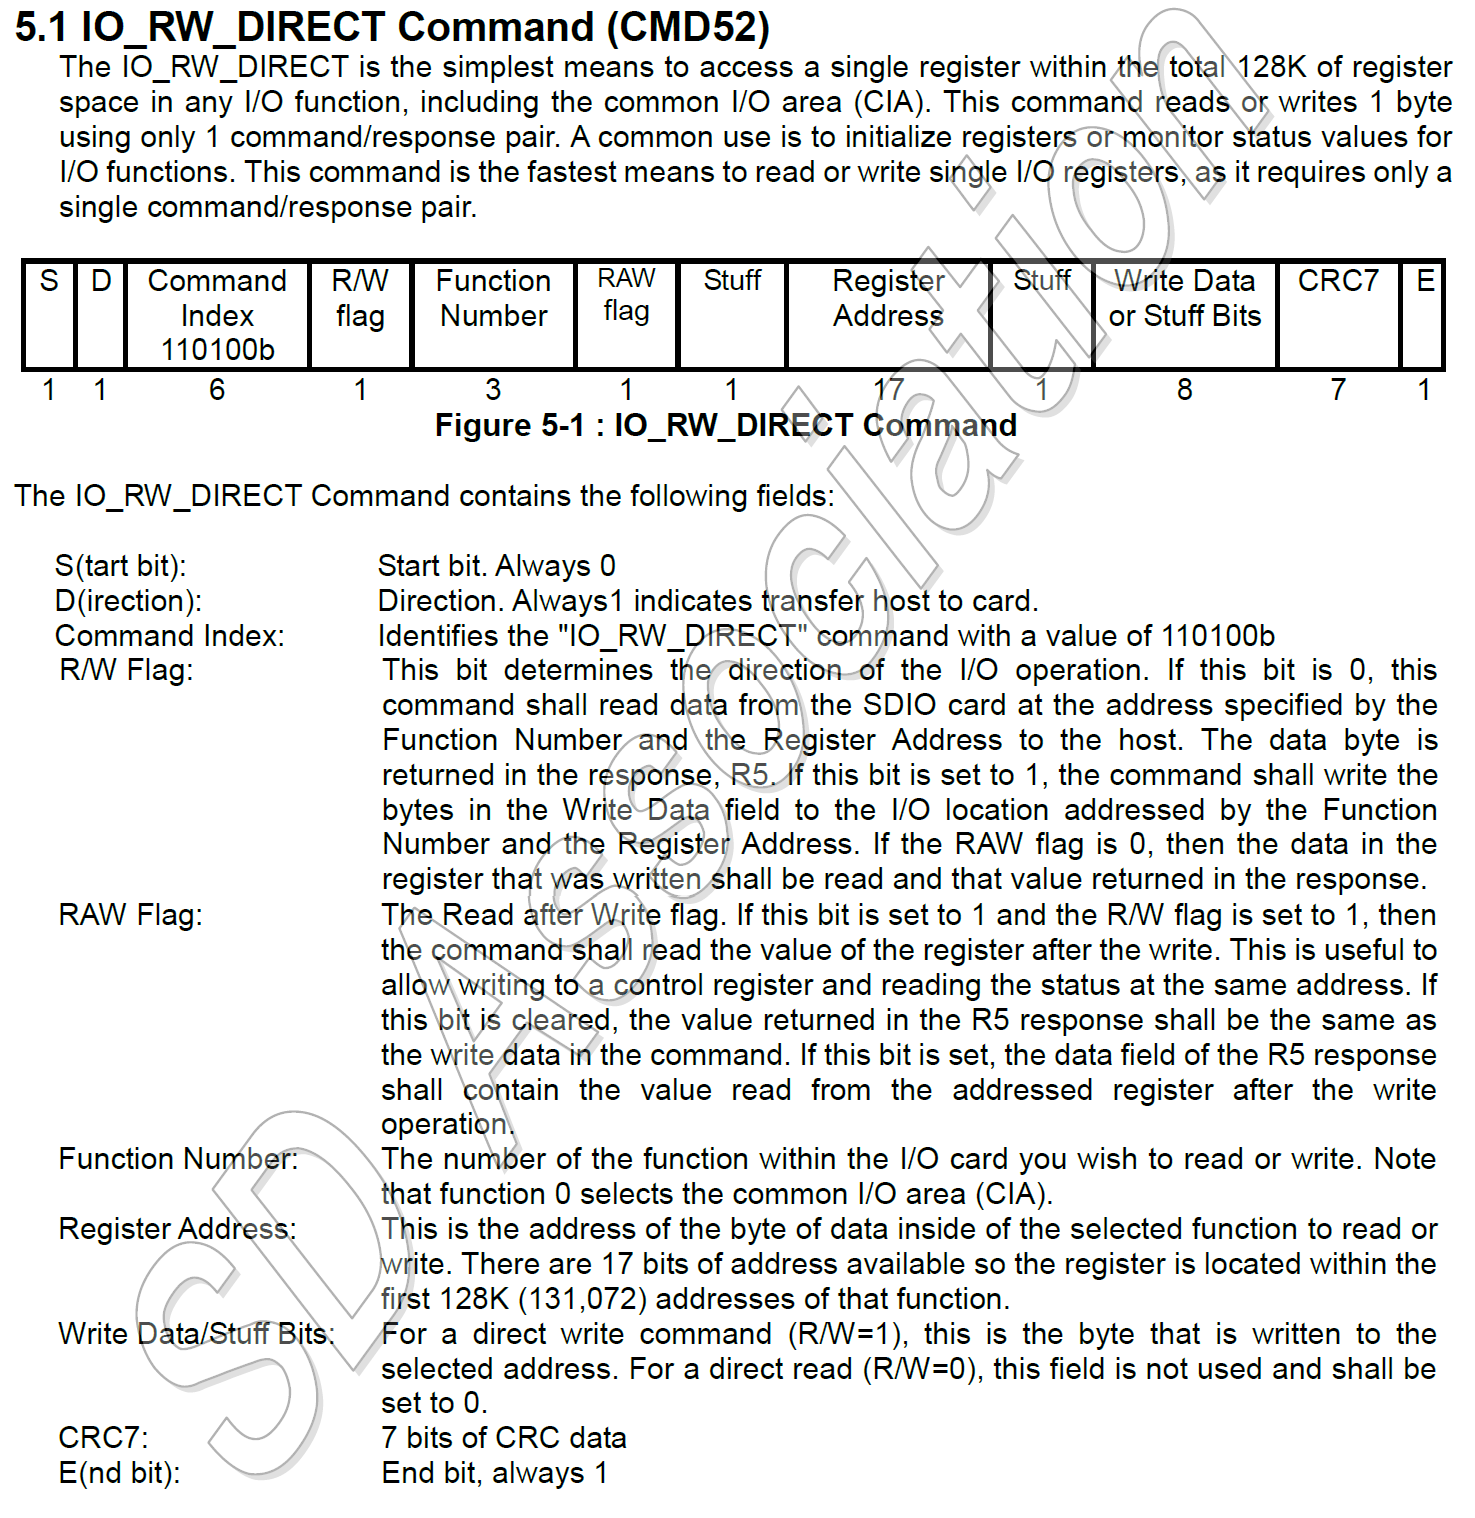 5.1 IO_RW_DIRECT Command (CMD52)
The IO_RW_DIRECT is the simplest means to access a single register within the total 128K of register
space in any I/O function, including the common I/O area (CIA). This command reads or writes 1 byte
using only 1 command/response pair. A common use is to initialize registers or monitor status values for
I/O functions. This command is the fastest means to read or write single I/O registers, as it requires only a
single command/response pair.
S D Command R/W Function RAW Stuff Register Stuff Write Data CRC7 E
Index flag Number flag Address or Stuff Bits
110100b
1 1 6 1 3 1 1 17 1 8 7 1
Figure 5-1 : IO_RW_DIRECT Command
The IO_RW_DIRECT Command contains the following fields:
S(tart bit): Start bit. Always 0
D(irection): Direction. Always1 indicates transfer host to card.
Command Index: Identifies the "IO_RW_DIRECT" command with a value of 110100b
R/W Flag: This bit determines the direction of the I/O operation. If this bit is 0, this
command shall read data from the SDIO card at the address specified by the
Function Number and the Register Address to the host. The data byte is
returned in the response, R5. If this bit is set to 1, the command shall write the
bytes in the Write Data field to the I/O location addressed by the Function
Number and the Register Address. If the RAW flag is 0, then the data in the
register that was written shall be read and that value returned in the response.
RAW Flag: The Read after Write flag. If this bit is set to 1 and the R/W flag is set to 1, then
the command shall read the value of the register after the write. This is useful to
allow writing to a control register and reading the status at the same address. If
this bit is cleared, the value returned in the R5 response shall be the same as
the write data in the command. If this bit is set, the data field of the R5 response
shall contain the value read from the addressed register after the write
operation.
Function Number: The number of the function within the I/O card you wish to read or write. Note
that function 0 selects the common I/O area (CIA).
Register Address: This is the address of the byte of data inside of the selected function to read or
write. There are 17 bits of address available so the register is located within the
first 128K (131,072) addresses of that function.
Write Data/Stuff Bits: For a direct write command (R/W=1), this is the byte that is written to the
selected address. For a direct read (R/W=0), this field is not used and shall be
set to 0.
CRC7: 7 bits of CRC data
E(nd bit): End bit, always 1
SD Association